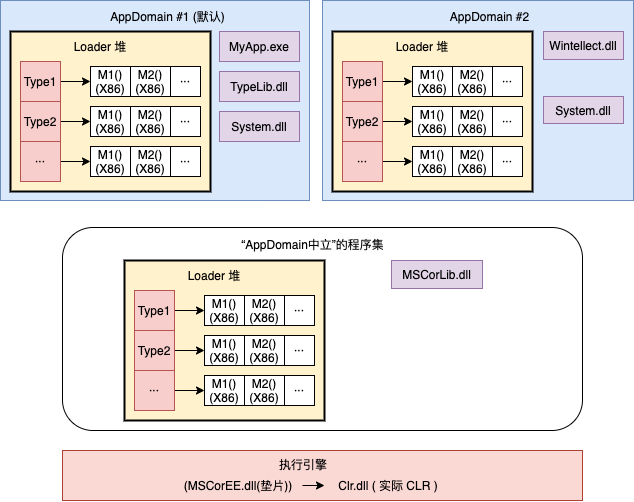 AppDomain #1 (默认)
Loader 堆
Type1
M1()
(X86)
M2()
(X86)
...
Type2
M1()
(X86)
M2()
(X86)
...
...
M1()
(X86)
M2()
(X86)
...
MyApp.exe
TypeLib.dll
System.dll
AppDomain #2
Loader 堆
Type1
M1()
(X86)
M2()
(X86)
...
Type2
M1()
(X86)
M2()
(X86)
...
...
M1()
(X86)
M2()
(X86)
...
Wintellect.dll
System.dll
“AppDomain中立”的程序集
Loader 堆
Type1
M1()
(X86)
M2()
(X86)
...
Type2
M1()
(X86)
M2()
(X86)
...
...
M1()
(X86)
M2()
(X86)
...
MSCorLib.dll
执行引擎
(MSCorEE.dll(垫片))
Clr.dll ( 实际 CLR )